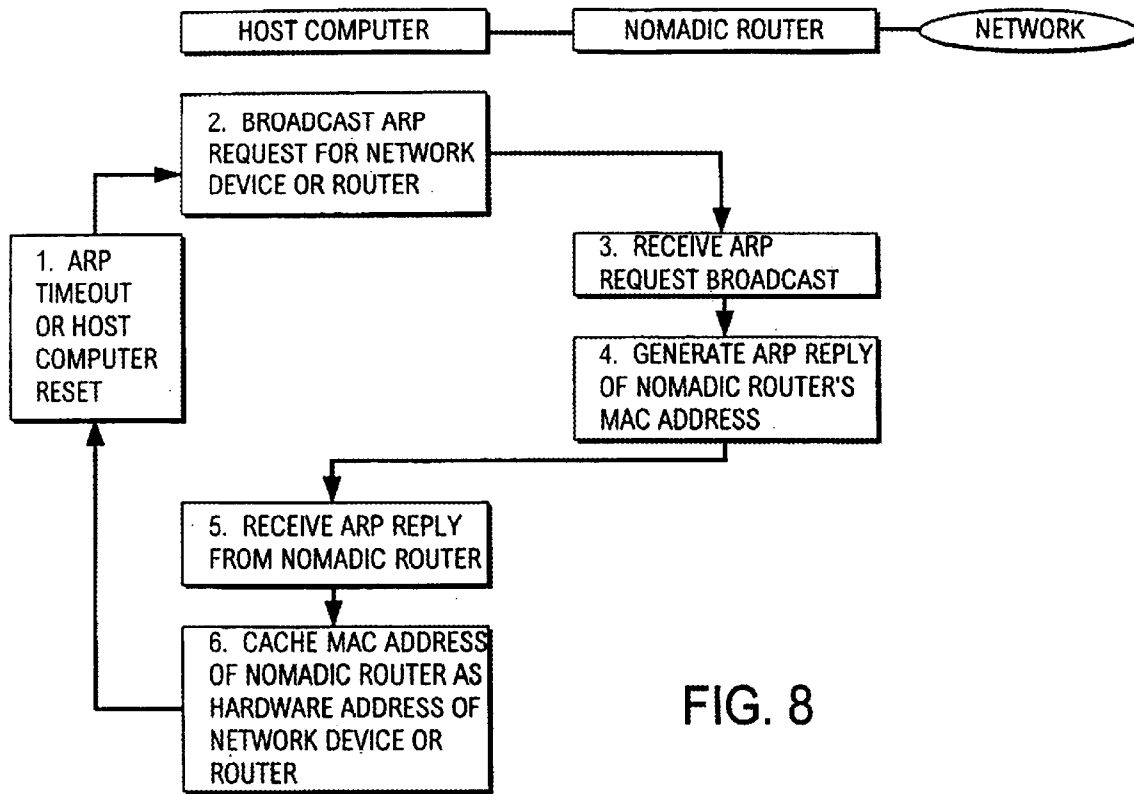 HOST COMPUTER
NOMADIC ROUTER
NETWORK
2. BROADCAST ARP
REQUEST FOR NETWORK
DEVICE OR ROUTER
1. ARP
TIMEOUT
OR HOST
COMPUTER
RESET
3. RECEIVE ARP
REQUEST BROADCAST
4. GENERATE ARP REPLY
OF NOMADIC ROUTER'S
MAC ADDRESS
5. RECEIVE ARP REPLY
FROM NOMADIC ROUTER
6. CACHE MAC ADDRESS
OF NOMADIC ROUTER AS
HARDWARE ADDRESS OF
NETWORK DEVICE OR
ROUTER
FIG. 8